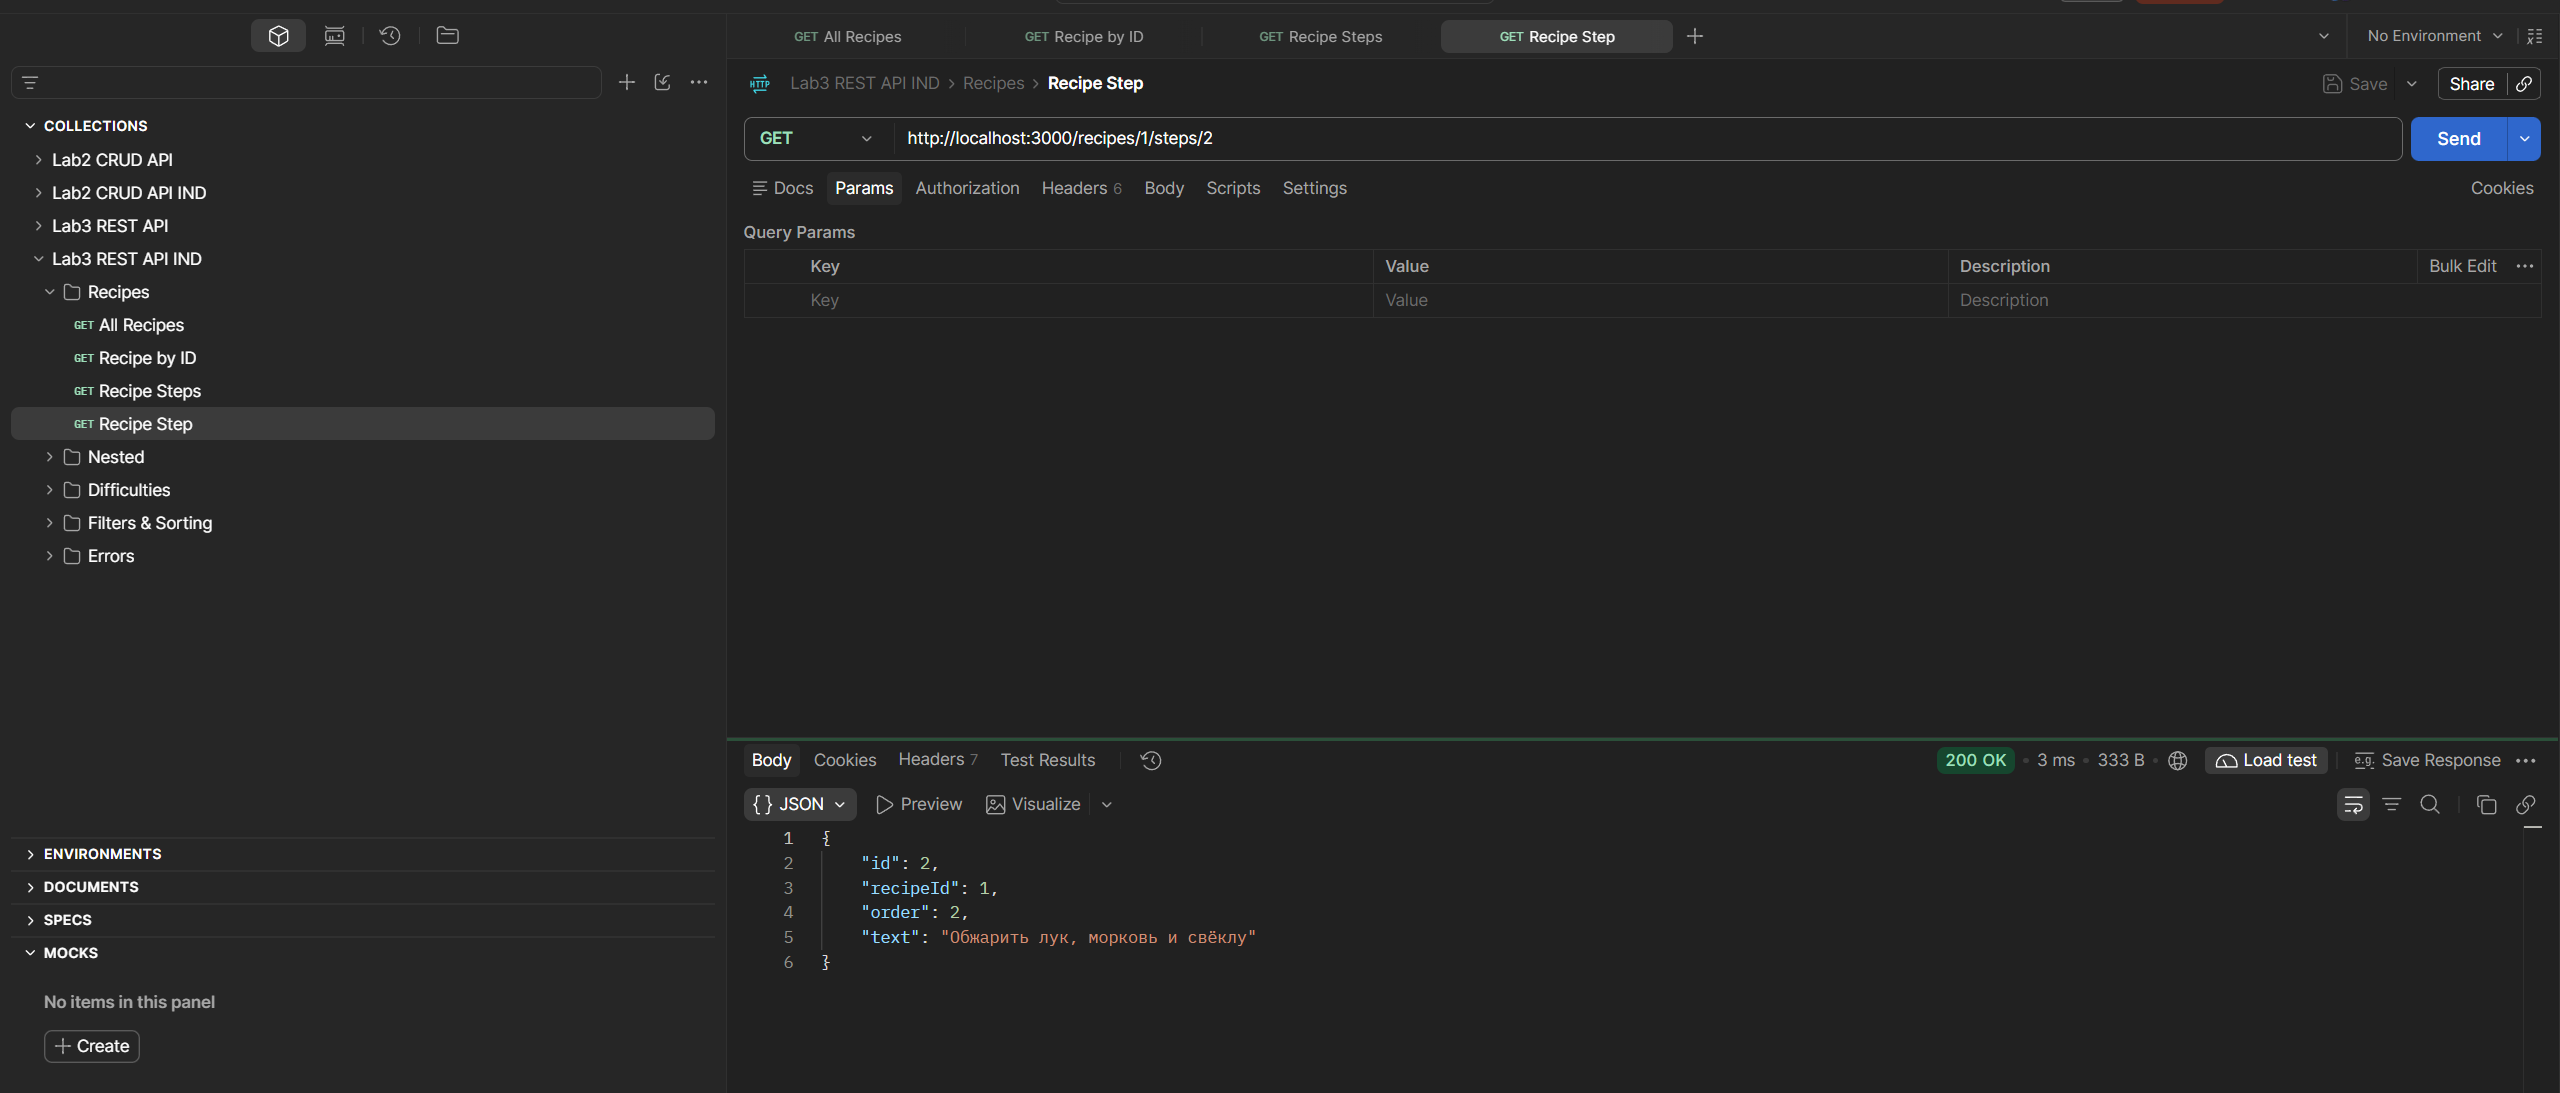 GET All Recipes
GET Recipe by ID
GET Recipe Steps
GET Recipe Step
No Environment
COLLECTIONS
Lab2 CRUD API
Lab2 CRUD API IND
Lab3 REST API
Lab3 REST API IND
Recipes
GET All Recipes
GET Recipe by ID
GET Recipe Steps
GET Recipe Step
Nested
Difficulties
Filters & Sorting
Errors
ENVIRONMENTS
DOCUMENTS
SPECS
MOCKS
No items in this panel
Create
HTTP Lab3 REST API IND > Recipes > Recipe Step
Save
Share
GET http://localhost:3000/recipes/1/steps/2
Send
Docs Params Authorization Headers 6 Body Scripts Settings
Cookies
Query Params
Key Value Description Bulk Edit
Key Value Description
Body Cookies Headers 7 Test Results
200 OK • 3 ms • 333 B
Load test
e.g. Save Response
{} JSON Preview Visualize
1 {
2 "id": 2,
3 "recipeId": 1,
4 "order": 2,
5 "text": "Обжарить лук, морковь и свёклу"
6 }